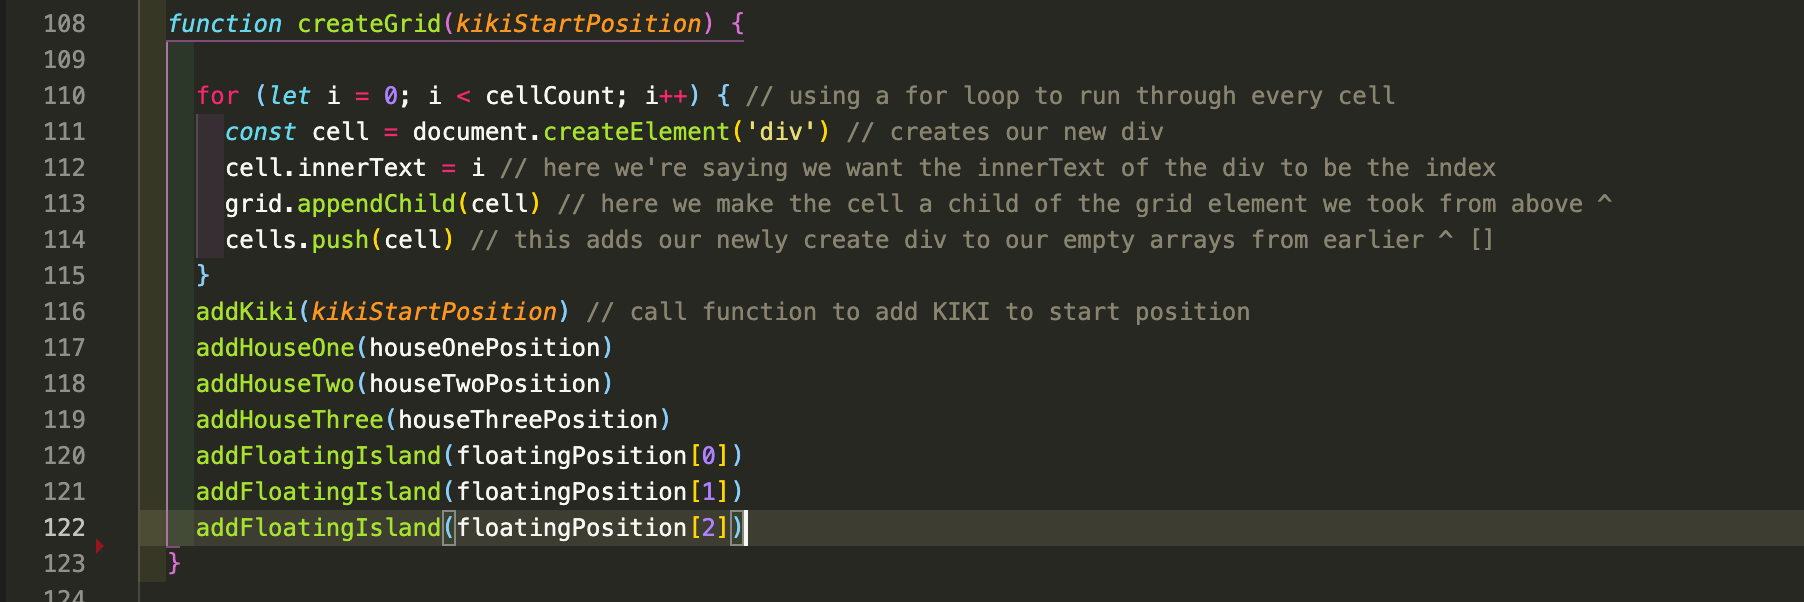 108 function createGrid(kikiStartPosition) {
109
110 for (let i = 0; i < cellCount; i++) { // using a for loop to run through every cell
111 const cell = document.createElement('div') // creates our new div
112 cell.innerText = i // here we're saying we want the innerText of the div to be the index
113 grid.appendChild(cell) // here we make the cell a child of the grid element we took from above ^
114 cells.push(cell) // this adds our newly create div to our empty arrays from earlier ^ []
115 }
116 addKiki(kikiStartPosition) // call function to add KIKI to start position
117 addHouseOne(houseOnePosition)
118 addHouseTwo(houseTwoPosition)
119 addHouseThree(houseThreePosition)
120 addFloatingIsland(floatingPosition[0])
121 addFloatingIsland(floatingPosition[1])
122 addFloatingIsland(floatingPosition[2])
123 }
124